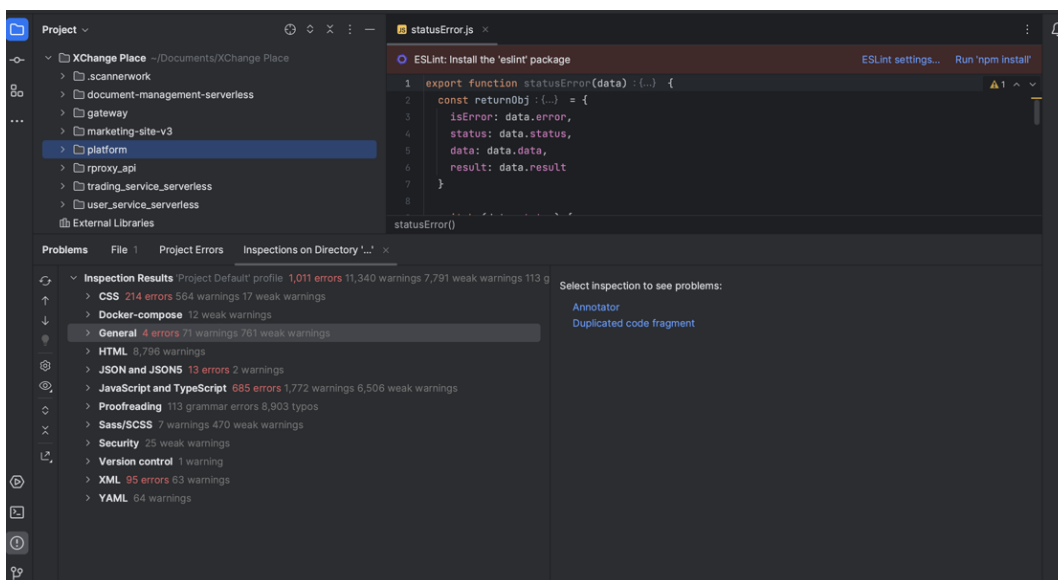 Project
XChange Place ~/Documents/XChange Place
.scannerwork
document-management-serverless
gateway
marketing-site-v3
platform
rproxy_api
trading_service_serverless
user_service_serverless
External Libraries
JS statusError.js
ESLint: Install the 'eslint' package ESLint settings... Run 'npm install'
1 export function statusError(data) : {...} {
2 const returnObj : {...} = {
3 isError: data.error,
4 status: data.status,
5 data: data.data,
6 result: data.result
7 }
8
1
statusError()
Problems File 1 Project Errors Inspections on Directory '...'
Inspection Results 'Project Default' profile 1,011 errors 11,340 warnings 7,791 weak warnings 113 g
CSS 214 errors 564 warnings 17 weak warnings
Docker-compose 12 weak warnings
General 4 errors 71 warnings 761 weak warnings
HTML 8,796 warnings
JSON and JSON5 13 errors 2 warnings
JavaScript and TypeScript 685 errors 1,772 warnings 6,506 weak warnings
Proofreading 113 grammar errors 8,903 typos
Sass/SCSS 7 warnings 470 weak warnings
Security 25 weak warnings
Version control 1 warning
XML 95 errors 63 warnings
YAML 64 warnings
Select inspection to see problems:
Annotator
Duplicated code fragment